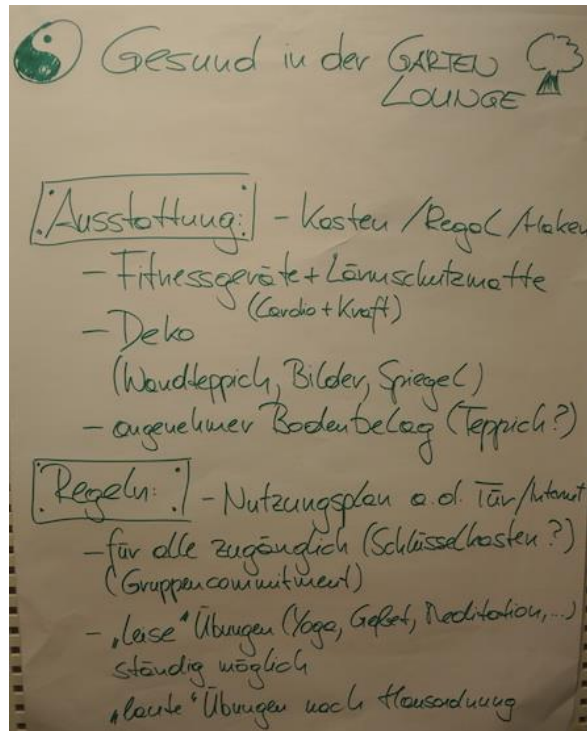 Gesund in der GARTEN
LOUNGE
Ausstattung: - Kasten / Regal / Haken
- Fitnessgeräte + Lärmschutzmatte
(Cardio + Kraft)
- Deko
(Wandteppich, Bilder, Spiegel)
- angenehmer Bodenbelag (Teppich?)
Regeln: - Nutzungsplan a.d. Tür/Internet
- für alle zugänglich (Schlüsselkasten?)
(Gruppencommitment)
- „leise“ Übungen (Yoga, Gebet, Meditation, ...)
ständig möglich
„laute“ Übungen nach Hausordnung